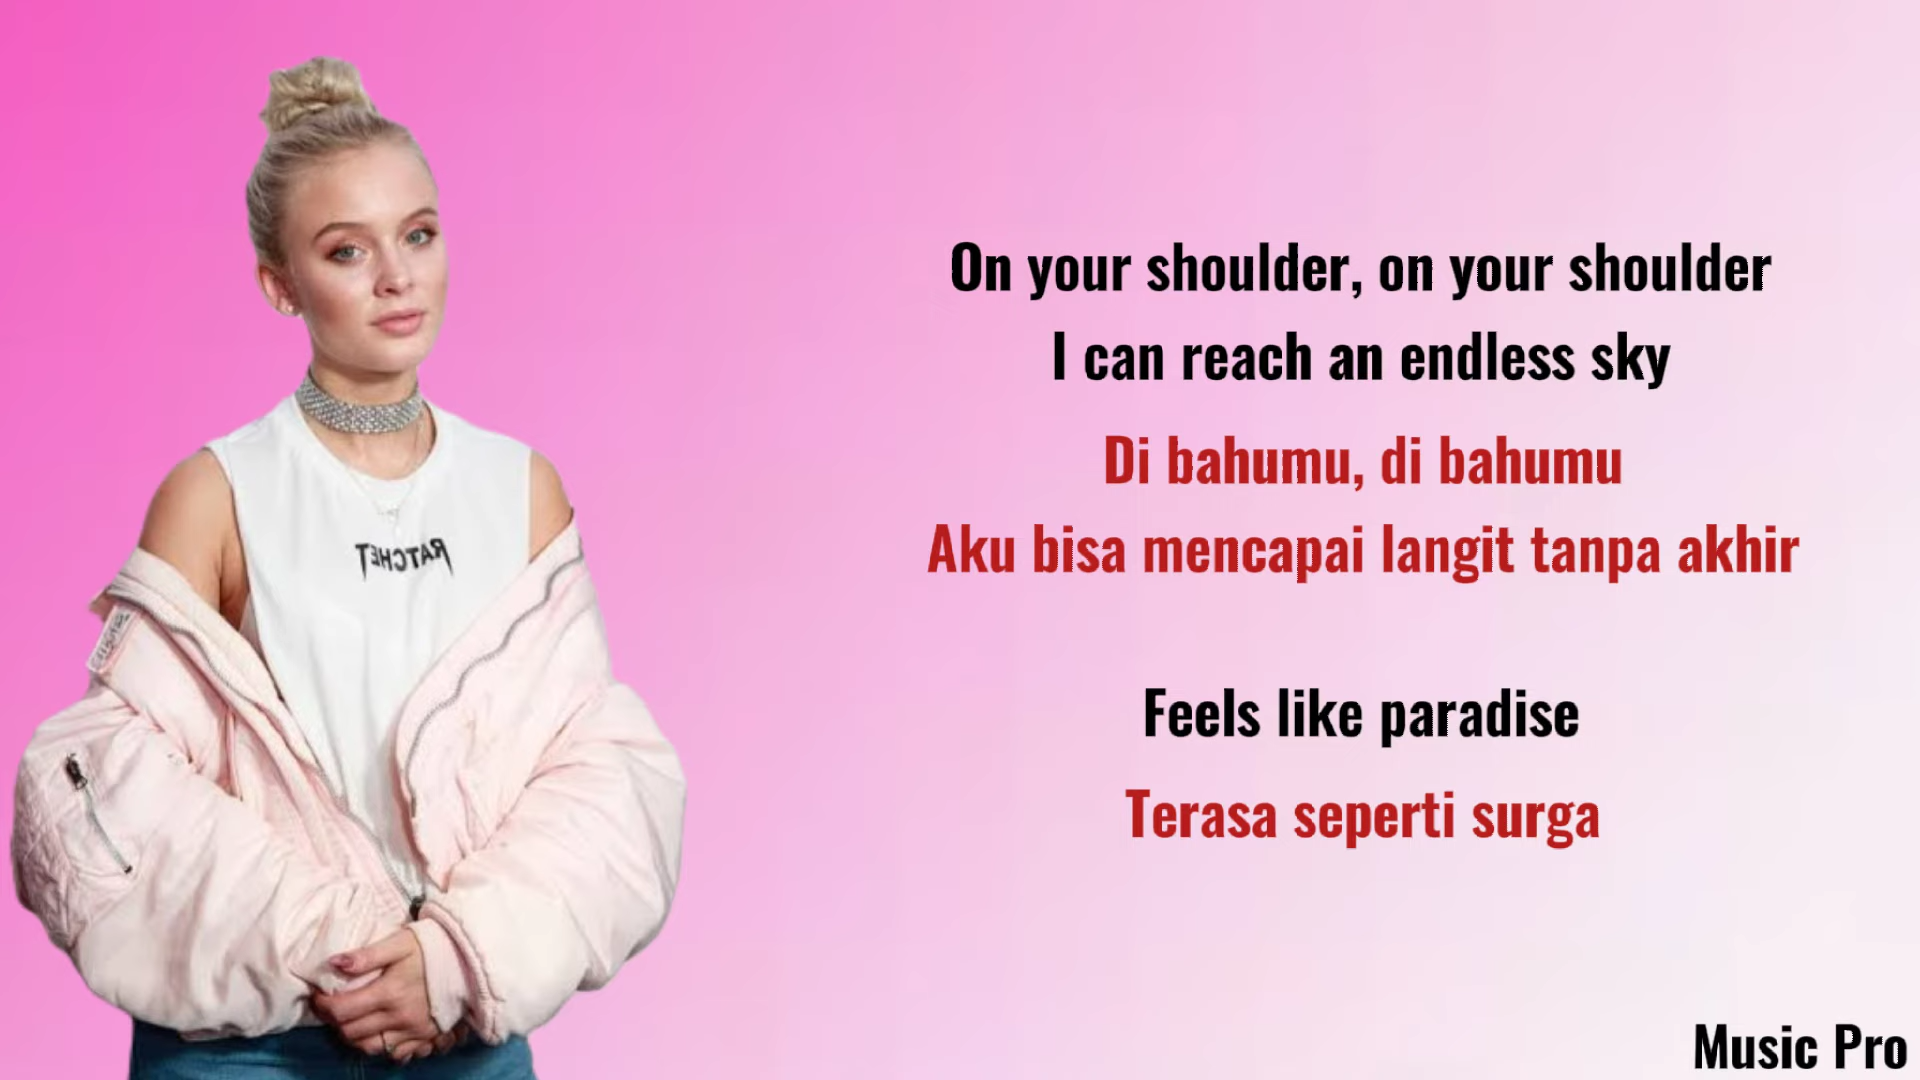 On your shoulder, on your shoulder
I can reach an endless sky
Di bahumu, di bahumu
Aku bisa mencapai langit tanpa akhir
Feels like paradise
Terasa seperti surga
RATCHET
Music Pro